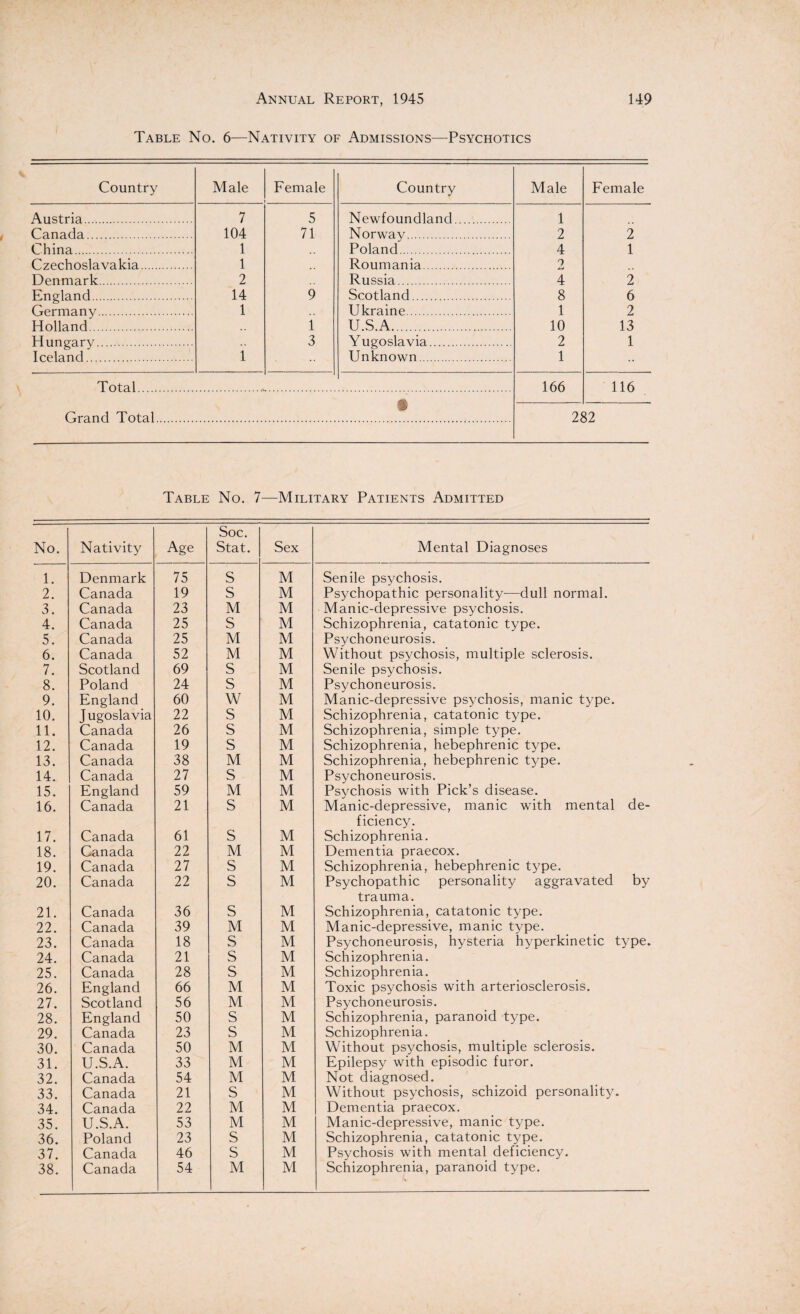 Annual Report, 1945 149
Table No. 6—Nativity of Admissions—Psychotics
Country Male Female Country Male Female
Austria 7 5 Newfoundland 1 ..
Canada 104 71 Norway 2 2
China 1 .. Poland 4 1
Czechoslavakia 1 .. Roumania 2 ..
Denmark 2 .. Russia 4 2
England 14 9 Scotland 8 6
Germany 1 .. Ukraine 1 2
Holland .. 1 U.S.A. 10 13
Hungary .. 3 Yugoslavia 2 1
Iceland 1 .. Unknown 1 ..
Total 166 116
Grand Total 282
Table No. 7—Military Patients Admitted
No. Nativity Age Soc. Stat. Sex Mental Diagnoses
1. Denmark 75 S M Senile psychosis.
2. Canada 19 S M Psychopathic personality—dull normal.
3. Canada 23 M M Manic-depressive psychosis.
4. Canada 25 S M Schizophrenia, catatonic type.
5. Canada 25 M M Psychoneurosis.
6. Canada 52 M M Without psychosis, multiple sclerosis.
7. Scotland 69 S M Senile psychosis.
8. Poland 24 S M Psychoneurosis.
9. England 60 W M Manic-depressive psychosis, manic type.
10. Jugoslavia 22 S M Schizophrenia, catatonic type.
11. Canada 26 S M Schizophrenia, simple type.
12. Canada 19 S M Schizophrenia, hebephrenic type.
13. Canada 38 M M Schizophrenia, hebephrenic type.
14. Canada 27 S M Psychoneurosis.
15. England 59 M M Psychosis with Pick's disease.
16. Canada 21 S M Manic-depressive, manic with mental de-
ficiency.
17. Canada 61 S M Schizophrenia.
18. Canada 22 M M Dementia praecox.
19. Canada 27 S M Schizophrenia, hebephrenic type.
20. Canada 22 S M Psychopathic personality aggravated by
trauma.
21. Canada 36 S M Schizophrenia, catatonic type.
22. Canada 39 M M Manic-depressive, manic type.
23. Canada 18 S M Psychoneurosis, hysteria hyperkinetic type.
24. Canada 21 S M Schizophrenia.
25. Canada 28 S M Schizophrenia.
26. England 66 M M Toxic psychosis with arteriosclerosis.
27. Scotland 56 M M Psychoneurosis.
28. England 50 S M Schizophrenia, paranoid type.
29. Canada 23 S M Schizophrenia.
30. Canada 50 M M Without psychosis, multiple sclerosis.
31. U.S.A. 33 M M Epilepsy with episodic furor.
32. Canada 54 M M Not diagnosed.
33. Canada 21 S M Without psychosis, schizoid personality.
34. Canada 22 M M Dementia praecox.
35. U.S.A. 53 M M Manic-depressive, manic type.
36. Poland 23 S M Schizophrenia, catatonic type.
37. Canada 46 S M Psychosis with mental deficiency.
38. Canada 54 M M Schizophrenia, paranoid type.